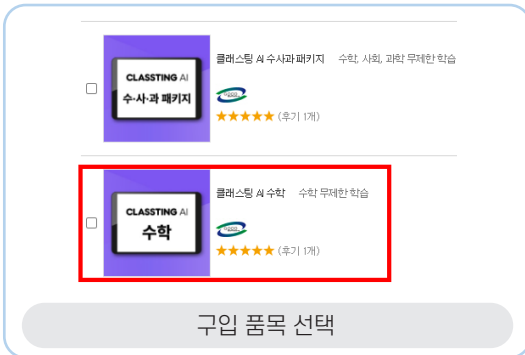 클래스팅 AI 수사과 패키지 수학, 사회, 과학 무제한 학습
CLASSTING AI
수·사·과 패키지
★★★★★ (후기 1개)
클래스팅 AI 수학 수학 무제한 학습
CLASSTING AI
수학
★★★★★ (후기 1개)
구입 품목 선택